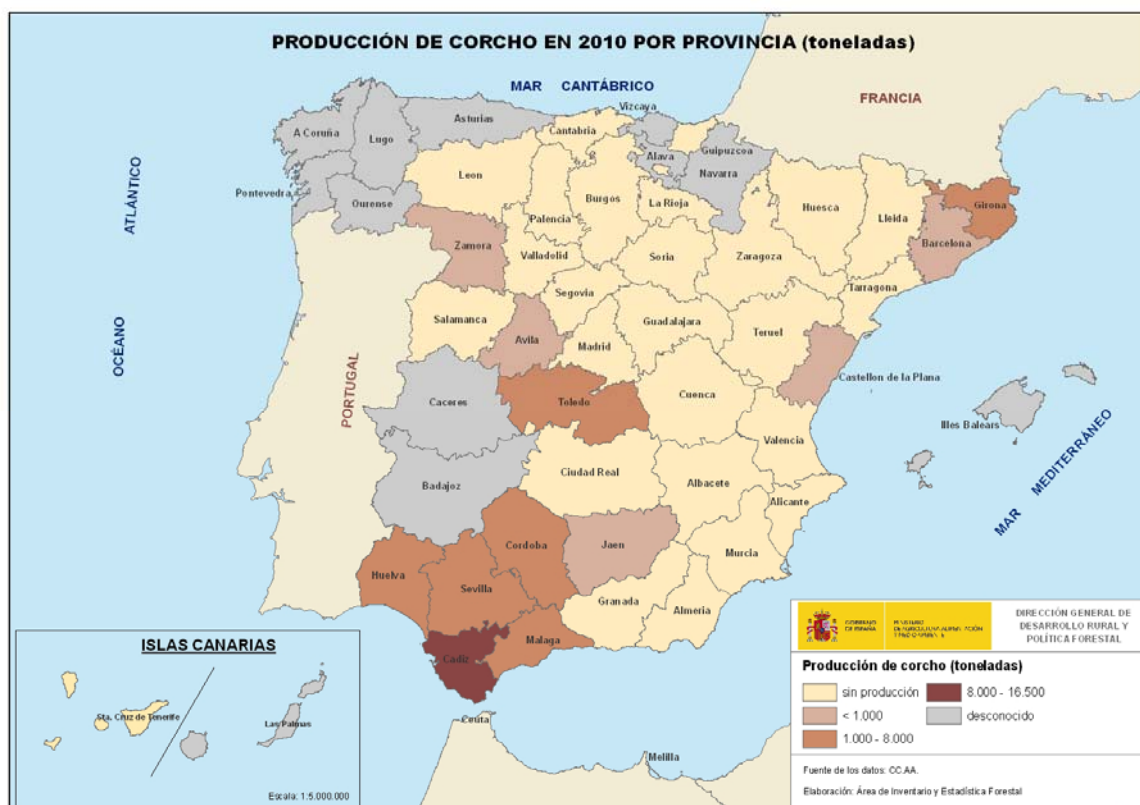 PRODUCCIÓN DE CORCHO EN 2010 POR PROVINCIA (toneladas)
MAR CANTÁBRICO
FRANCIA
OCÉANO ATLÁNTICO
PORTUGAL
MAR MEDITERRÁNEO
A Coruña
Lugo
Asturias
Cantabria
Vizcaya
Guipuzcoa
Alava
Navarra
Pontevedra
Ourense
Leon
Palencia
Burgos
La Rioja
Huesca
Lleida
Girona
Barcelona
Zamora
Valladolid
Soria
Zaragoza
Tarragona
Segovia
Salamanca
Avila
Madrid
Guadalajara
Teruel
Castellon de la Plana
Caceres
Toledo
Cuenca
Valencia
Illes Balears
Badajoz
Ciudad Real
Albacete
Alicante
Cordoba
Jaen
Murcia
Huelva
Sevilla
Granada
Almeria
Malaga
Cádiz
Ceuta
Melilla
ISLAS CANARIAS
Sta. Cruz de Tenerife
Las Palmas
Escala: 1:5.000.000
GOBIERNO
DE ESPAÑA
MINISTERIO
DIRECCIÓN GENERAL DE
DESARROLLO RURAL Y
POLÍTICA FORESTAL
Producción de corcho (toneladas)
sin producción
< 1.000
1.000 - 8.000
8.000 - 16.500
desconocido
Fuente de los datos: CC.AA.
Elaboración: Área de Inventario y Estadística Forestal